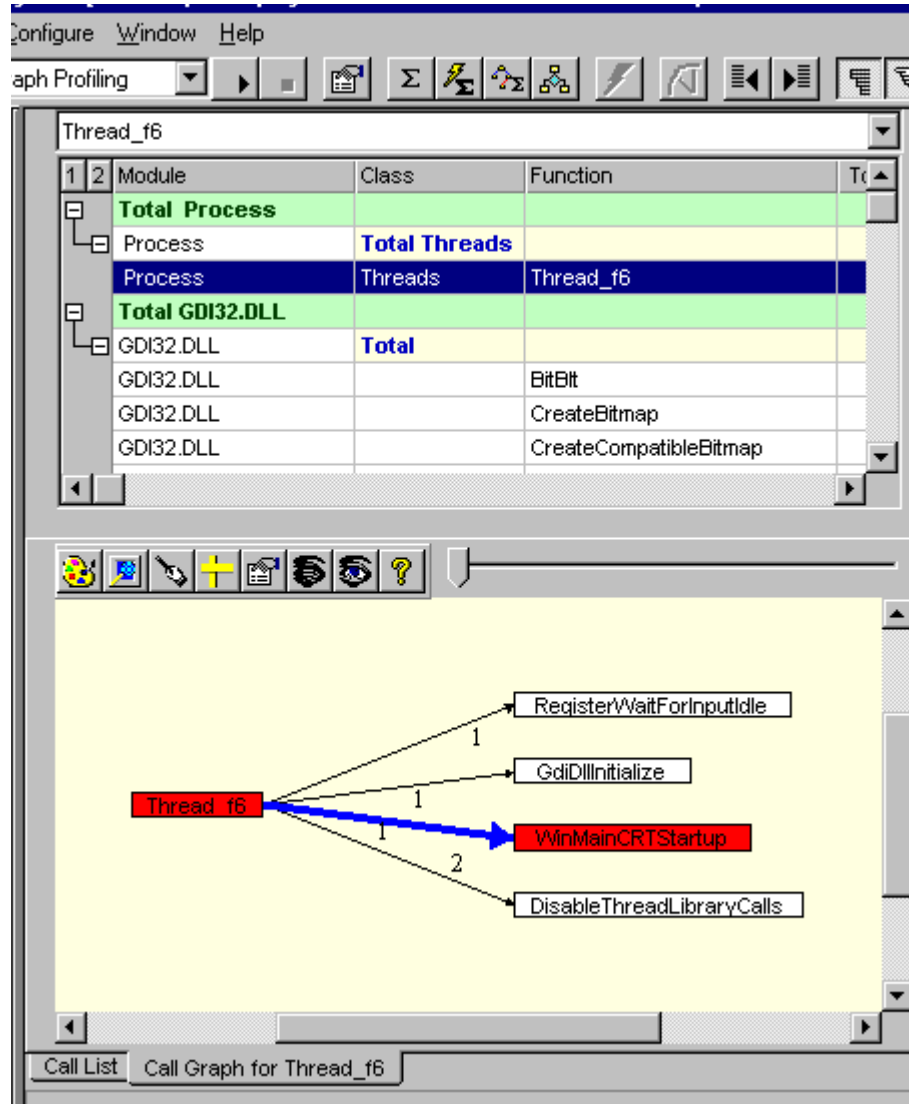 Configure Window Help
aph Profiling
Thread_f6
1 2 Module Class Function
Total Process
Process Total Threads
Process Threads Thread_f6
Total GDI32.DLL
GDI32.DLL Total
GDI32.DLL BitBlt
GDI32.DLL CreateBitmap
GDI32.DLL CreateCompatibleBitmap
RegisterWaitForInputIdle
1
GdiDllInitialize
1
Thread_f6
1
WinMainCRTStartup
2
DisableThreadLibraryCalls
Call List Call Graph for Thread_f6